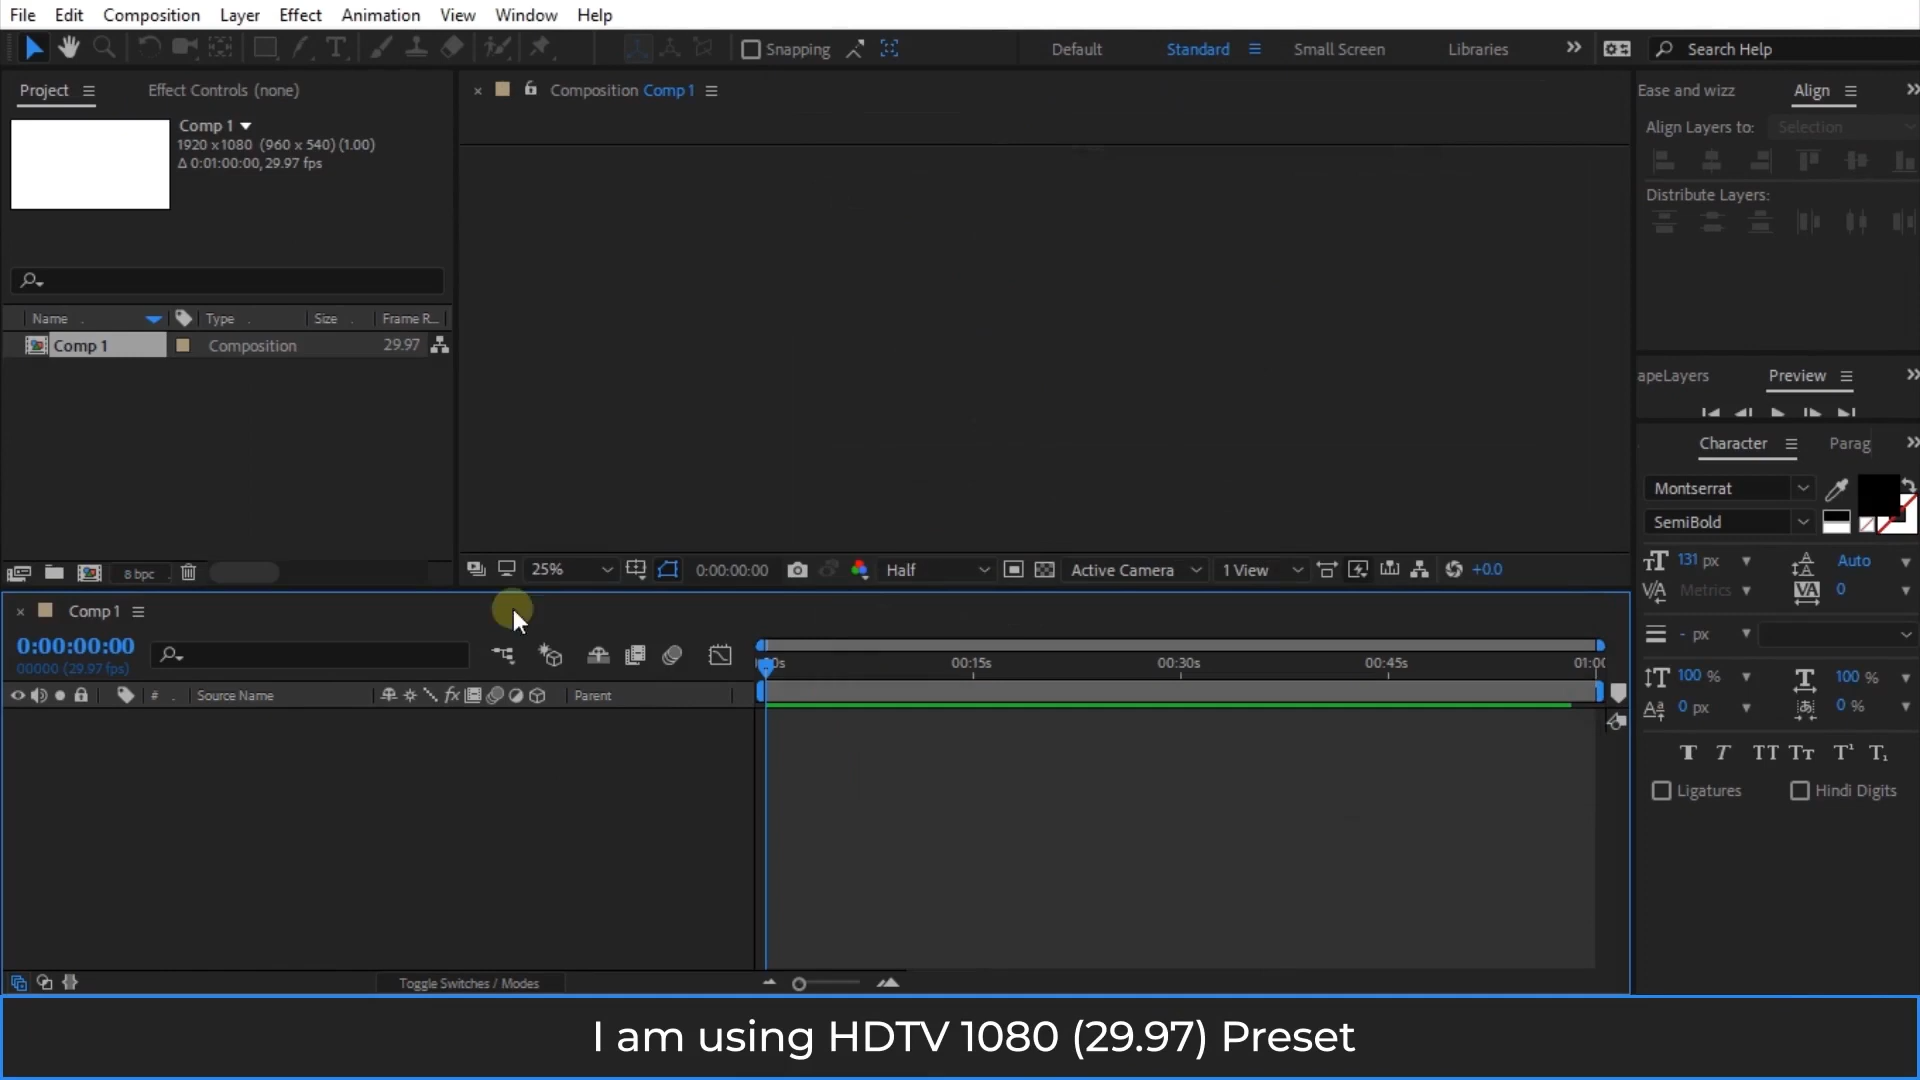 File Edit Composition Layer Effect Animation View Window Help
Snapping Default Standard Small Screen Libraries Search Help
Project Effect Controls (none)
Composition Comp 1
Ease and wizz Align
Comp 1
1920 x 1080 (960 x 540) (1.00)
Δ 0:01:00:00, 29.97 fps
Align Layers to: Selection
Distribute Layers:
Name Type Size Frame R...
Comp 1 Composition 29.97
apeLayers Preview
Character Parag
Montserrat
SemiBold
8 bpc
25% 0:00:00:00 Half Active Camera 1 View +0.0
131 px Auto
Metrics 0
- px
100 % 100 %
0 px 0 %
Ligatures Hindi Digits
Comp 1
0:00:00:00
00000 (29.97 fps)
00:15s 00:30s 00:45s 01:00
# Source Name fx Parent
Toggle Switches / Modes
I am using HDTV 1080 (29.97) Preset